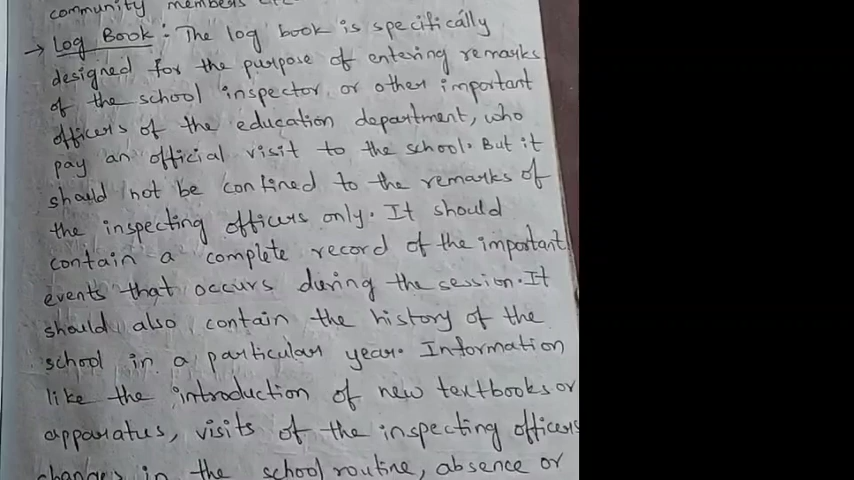 community members etc
→ Log Book : The log book is specifically
designed for the purpose of entering remarks
of the school inspector or other important
officers of the education department, who
pay an official visit to the school. But it
should not be confined to the remarks of
the inspecting officers only. It should
contain a complete record of the important
events that occurs during the session. It
should also contain the history of the
school in a particular year. Information
like the introduction of new textbooks or
apparatus, visits of the inspecting officers
changes in the school routine, absence or